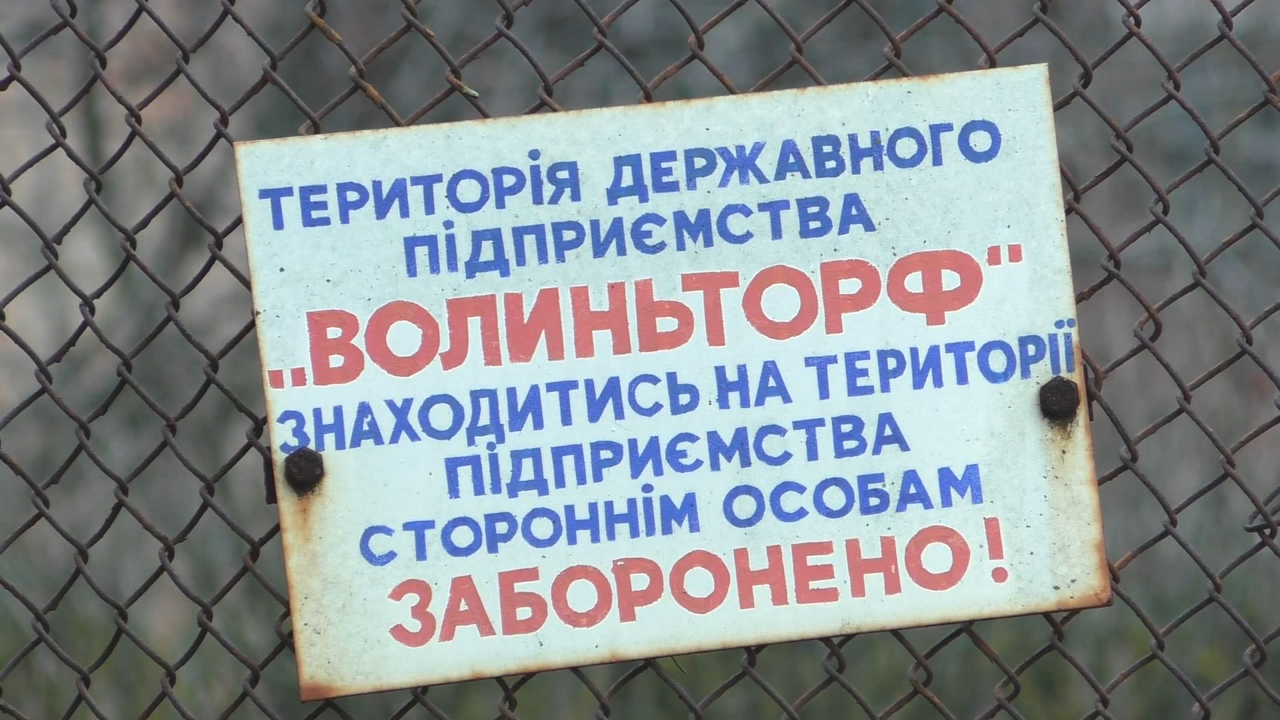 ТЕРИТОРІЯ ДЕРЖАВНОГО
ПІДПРИЄМСТВА
„ВОЛИНЬТОРФ“
ЗНАХОДИТИСЬ НА ТЕРИТОРІЇ
ПІДПРИЄМСТВА
СТОРОННІМ ОСОБАМ
ЗАБОРОНЕНО!